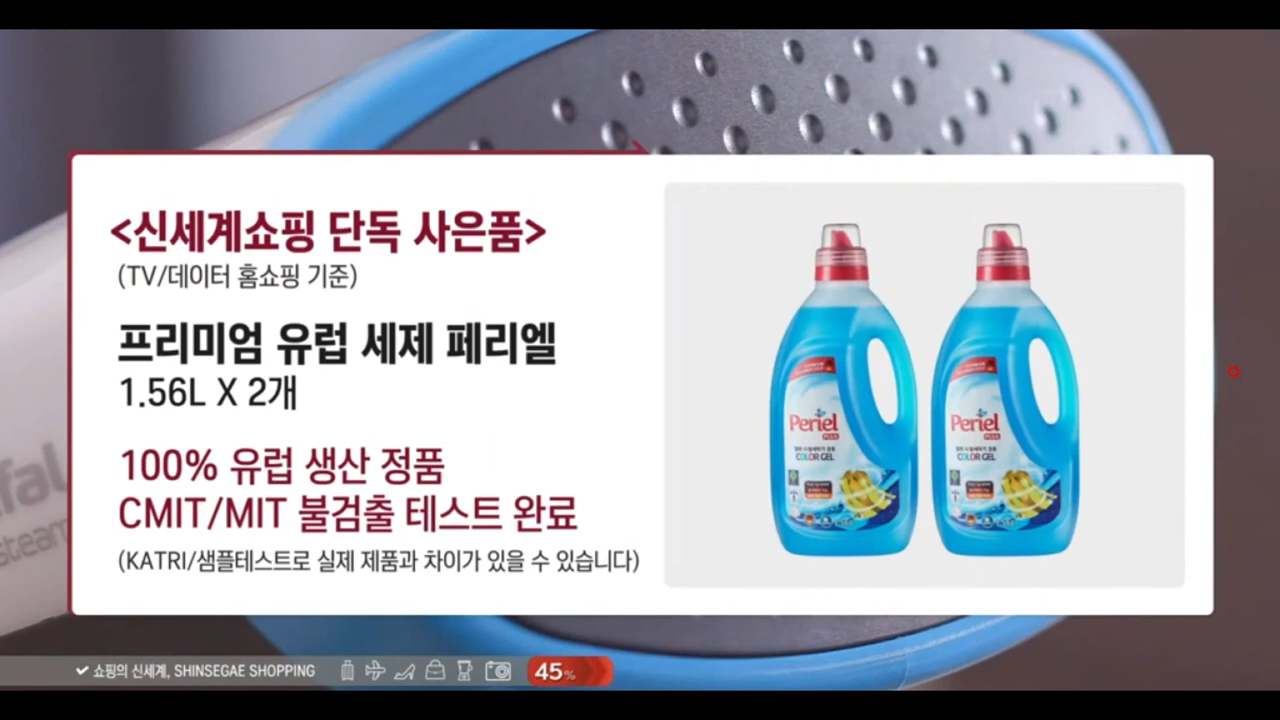 <신세계쇼핑 단독 사은품>
(TV/데이터 홈쇼핑 기준)
프리미엄 유럽 세제 페리엘
1.56L X 2개
100% 유럽 생산 정품
CMIT/MIT 불검출 테스트 완료
(KATRI/샘플테스트로 실제 제품과 차이가 있을 수 있습니다)
Periel
PLUS
COLOR GEL
Periel
PLUS
COLOR GEL
fal
steam
쇼핑의 신세계, SHINSEGAE SHOPPING
45%